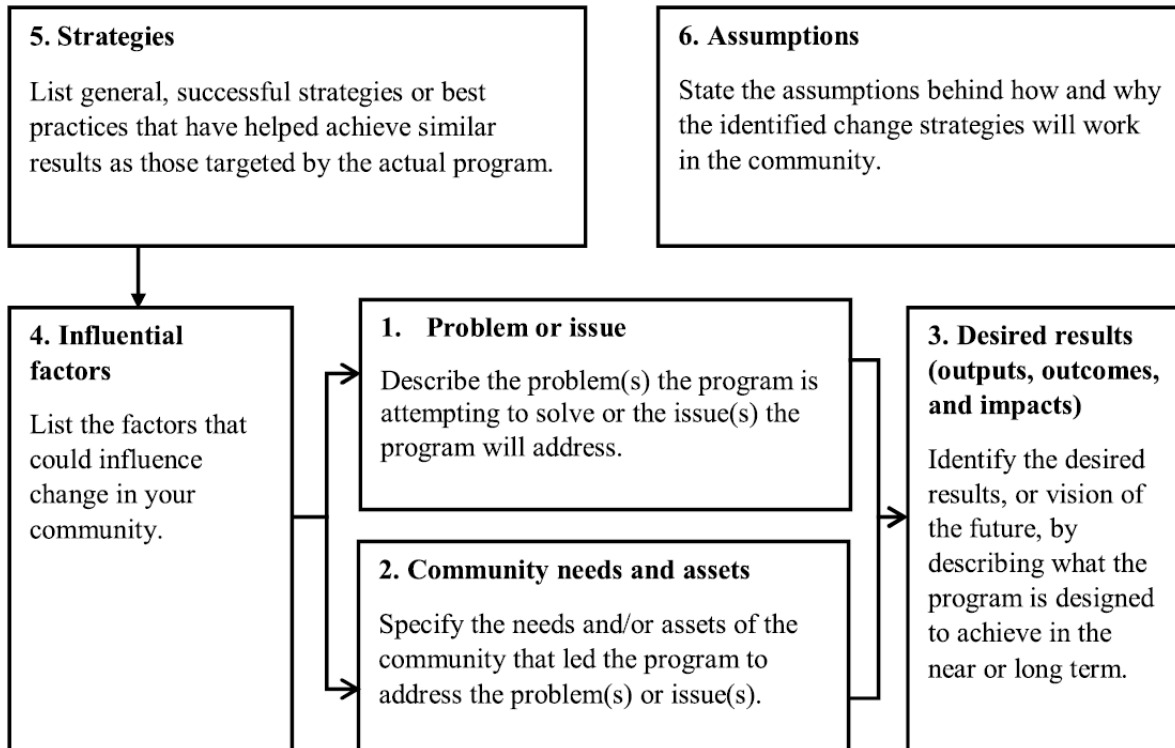 5. Strategies
List general, successful strategies or best
practices that have helped achieve similar
results as those targeted by the actual program.
6. Assumptions
State the assumptions behind how and why
the identified change strategies will work
in the community.
4. Influential
factors
List the factors that
could influence
change in your
community.
1. Problem or issue
Describe the problem(s) the program is
attempting to solve or the issue(s) the
program will address.
2. Community needs and assets
Specify the needs and/or assets of the
community that led the program to
address the problem(s) or issue(s).
3. Desired results
(outputs, outcomes,
and impacts)
Identify the desired
results, or vision of
the future, by
describing what the
program is designed
to achieve in the
near or long term.